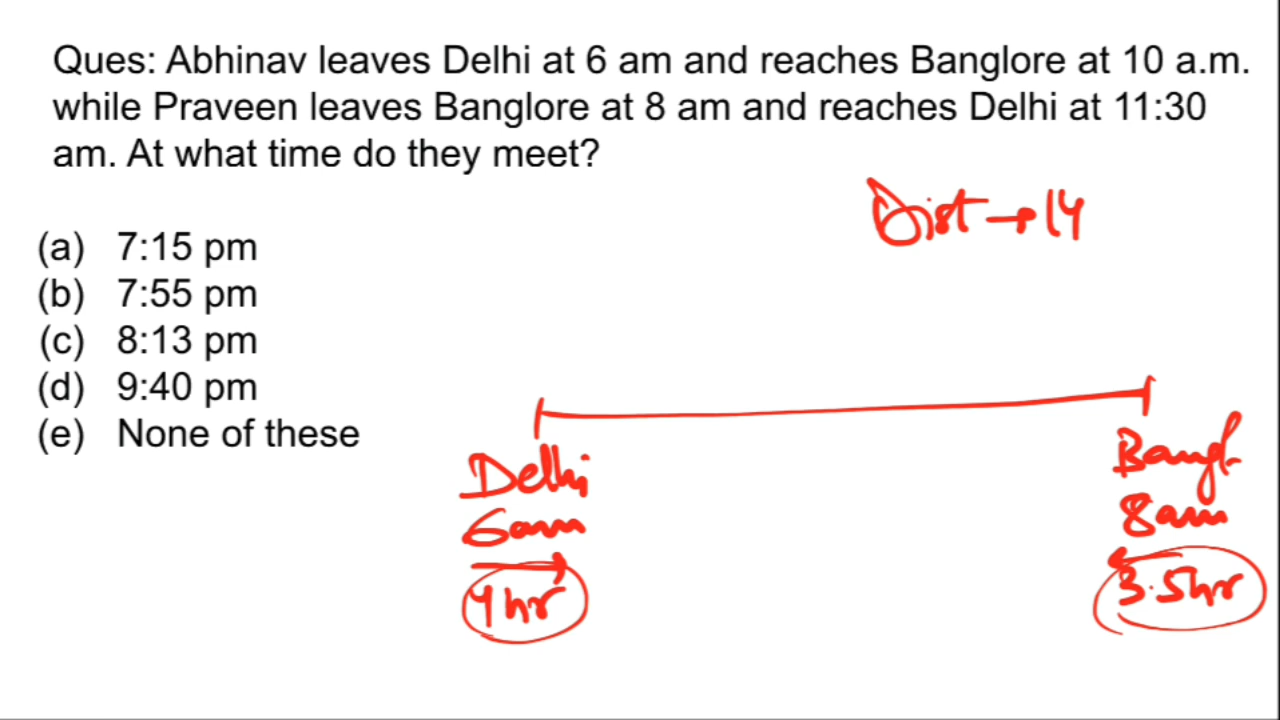 Ques: Abhinav leaves Delhi at 6 am and reaches Banglore at 10 a.m.
while Praveen leaves Banglore at 8 am and reaches Delhi at 11:30
am. At what time do they meet?
Dist → 14
(a) 7:15 pm
(b) 7:55 pm
(c) 8:13 pm
(d) 9:40 pm
(e) None of these
Delhi
6am
4hr
Bangl.
8am
3.5hr